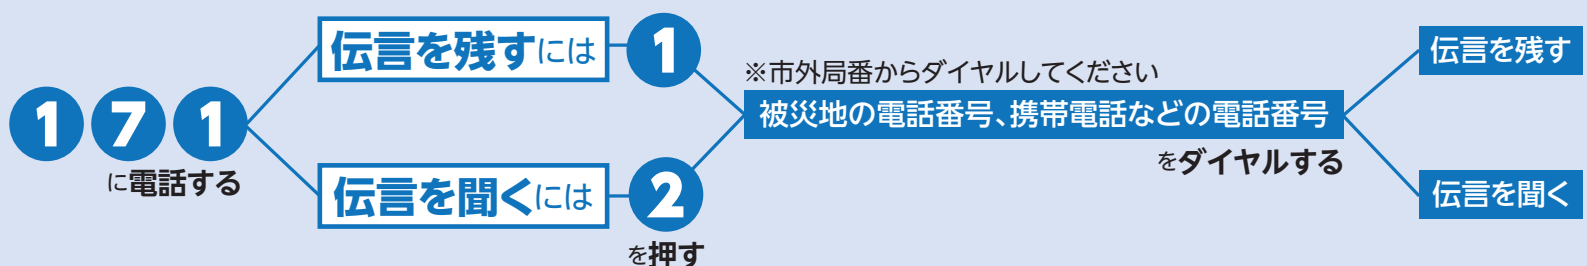 171
に電話する
伝言を残すには
1
伝言を聞くには
2
を押す
※市外局番からダイヤルしてください
被災地の電話番号、携帯電話などの電話番号
をダイヤルする
伝言を残す
伝言を聞く